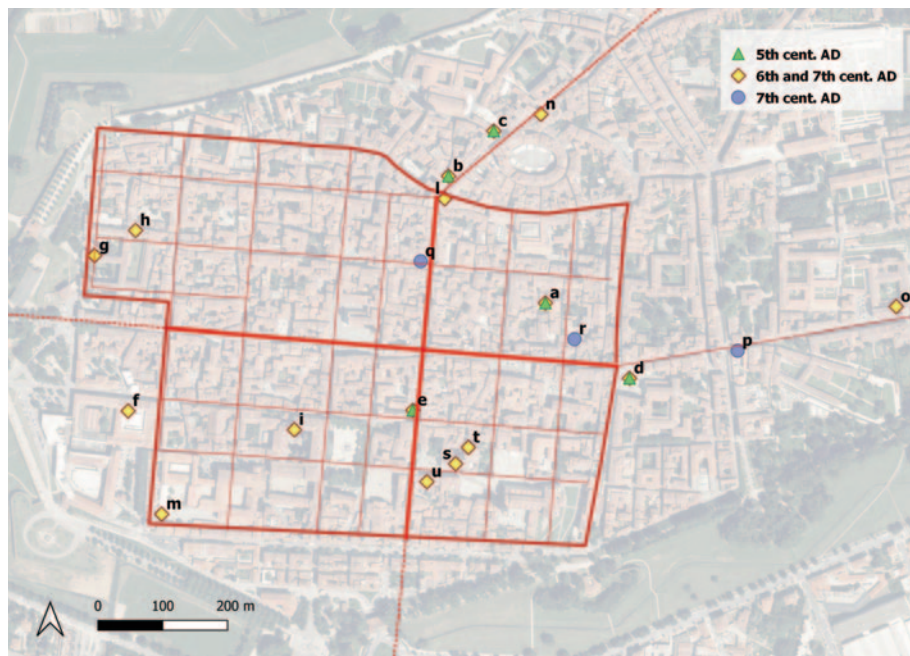 5th cent. AD
6th and 7th cent. AD
7th cent. AD
n
c
b
l
h
g
q
a
r
o
p
d
f
e
i
t
s
u
m
0 100 200 m